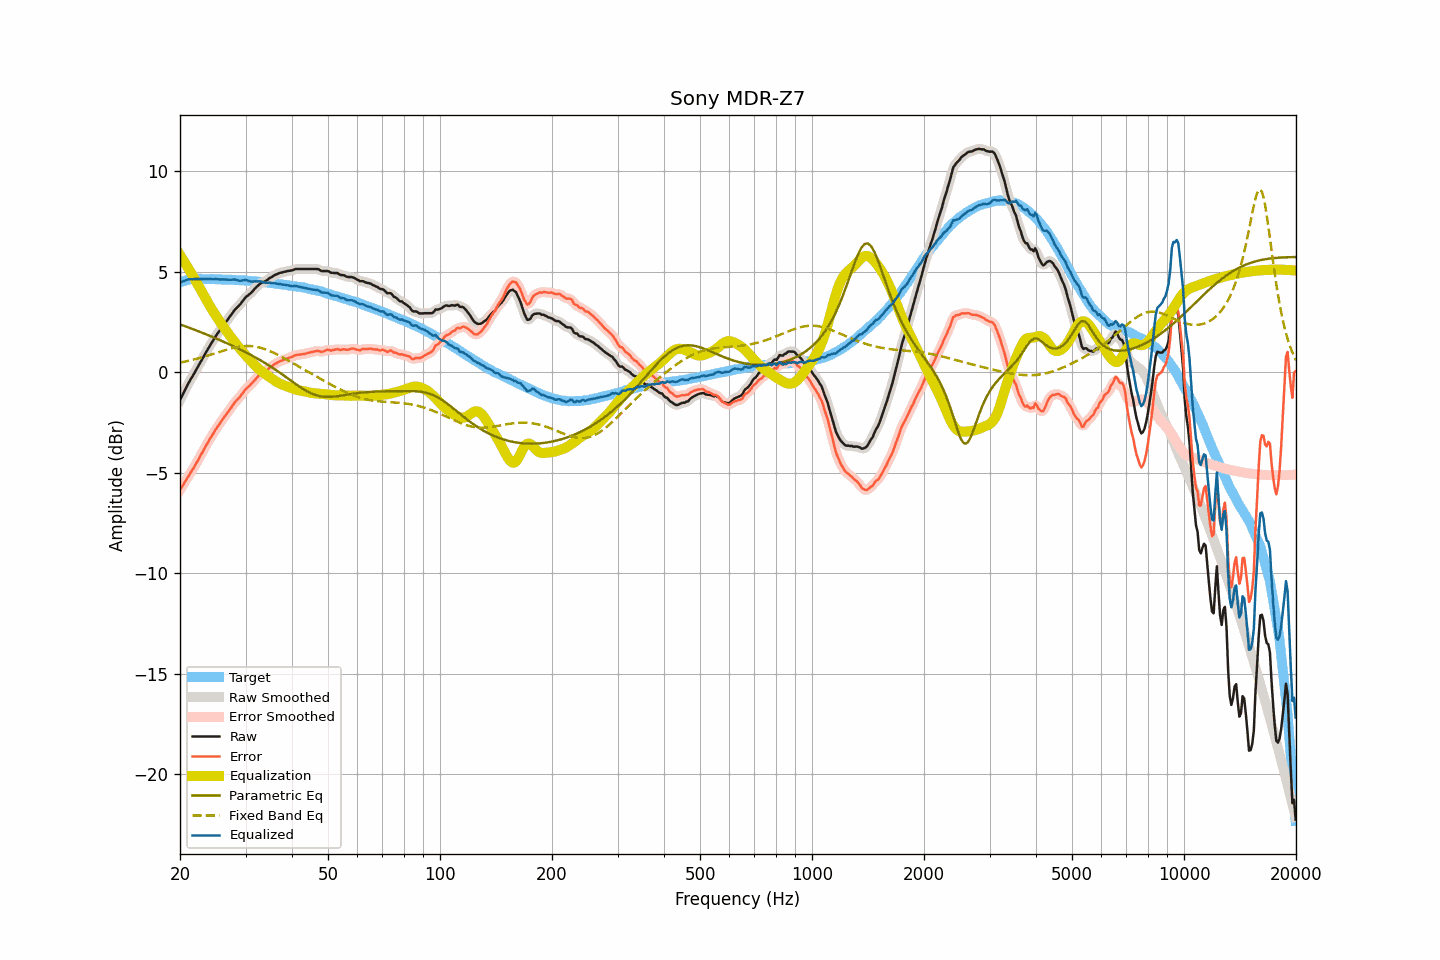 Sony MDR-Z7
Amplitude (dBr)
10
5
0
−5
−10
−15
−20
Target
Raw Smoothed
Error Smoothed
Raw
Error
Equalization
Parametric Eq
Fixed Band Eq
Equalized
20 50 100 200 500 1000 2000 5000 10000 20000
Frequency (Hz)